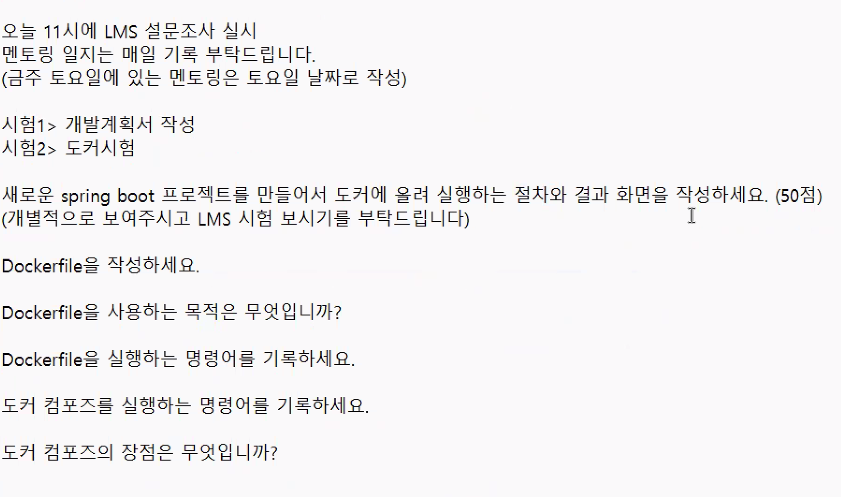 오늘 11시에 LMS 설문조사 실시
멘토링 일지는 매일 기록 부탁드립니다.
(금주 토요일에 있는 멘토링은 토요일 날짜로 작성)
시험1> 개발계획서 작성
시험2> 도커시험
새로운 spring boot 프로젝트를 만들어서 도커에 올려 실행하는 절차와 결과 화면을 작성하세요. (50점)
(개별적으로 보여주시고 LMS 시험 보시기를 부탁드립니다)
Dockerfile을 작성하세요.
Dockerfile을 사용하는 목적은 무엇입니까?
Dockerfile을 실행하는 명령어를 기록하세요.
도커 컴포즈를 실행하는 명령어를 기록하세요.
도커 컴포즈의 장점은 무엇입니까?